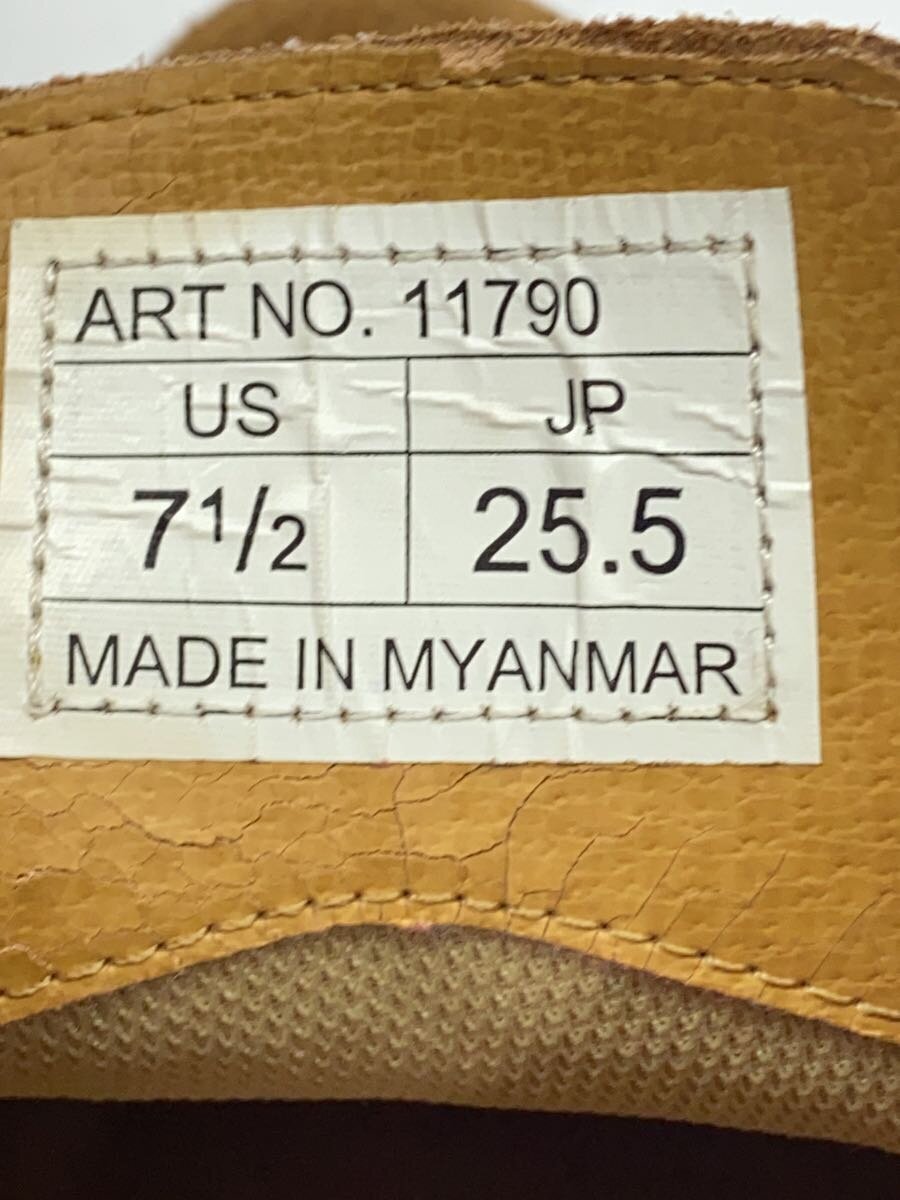 ART NO. 11790
US JP
7 1/2 25.5
MADE IN MYANMAR